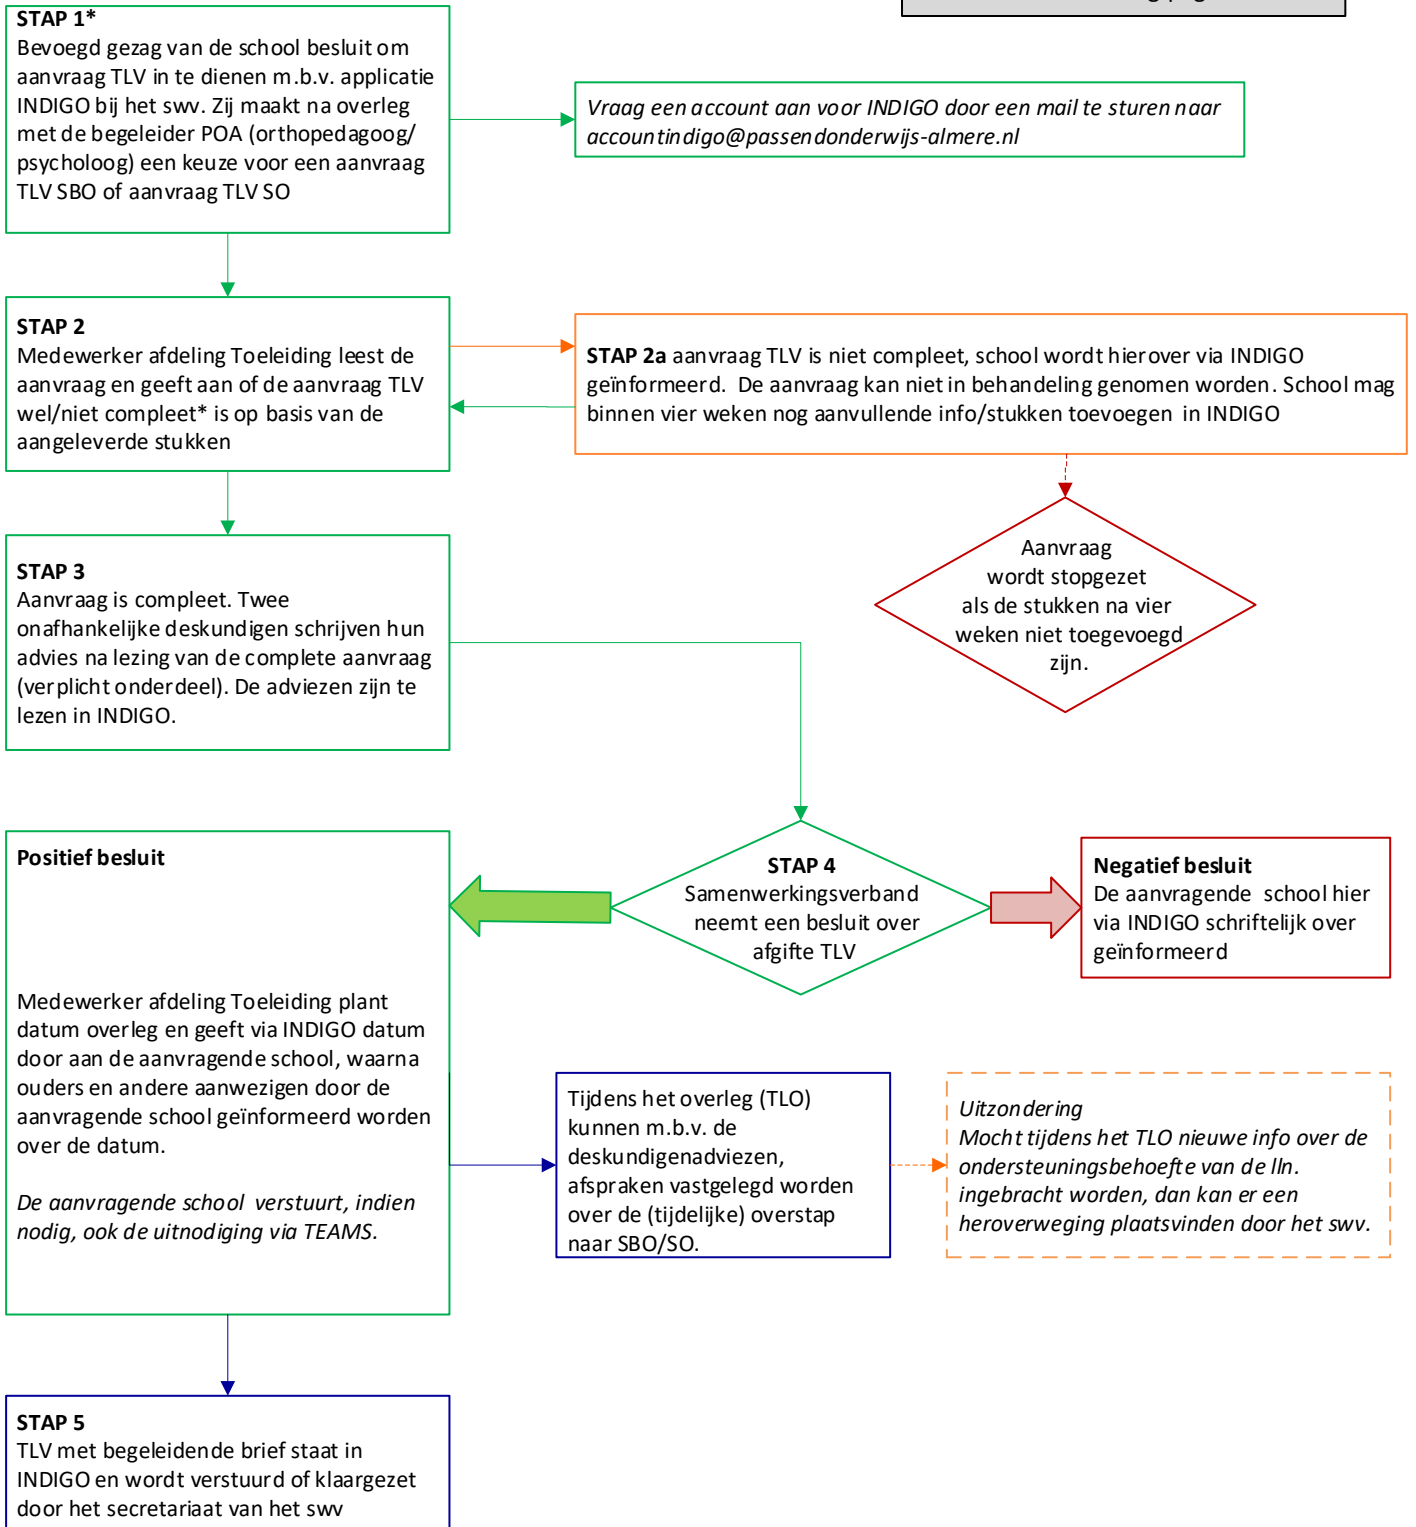 STAP 1*
Bevoegd gezag van de school besluit om
aanvraag TLV in te dienen m.b.v. applicatie
INDIGO bij het swv. Zij maakt na overleg
met de begeleider POA (orthopedagoog/
psycholoog) een keuze voor een aanvraag
TLV SBO of aanvraag TLV SO
Vraag een account aan voor INDIGO door een mail te sturen naar
accountindigo@passendonderwijs-almere.nl
STAP 2
Medewerker afdeling Toeleiding leest de
aanvraag en geeft aan of de aanvraag TLV
wel/niet compleet* is op basis van de
aangeleverde stukken
STAP 2a aanvraag TLV is niet compleet, school wordt hierover via INDIGO
geïnformeerd. De aanvraag kan niet in behandeling genomen worden. School mag
binnen vier weken nog aanvullende info/stukken toevoegen in INDIGO
Aanvraag
wordt stopgezet
als de stukken na vier
weken niet toegevoegd
zijn.
STAP 3
Aanvraag is compleet. Twee
onafhankelijke deskundigen schrijven hun
advies na lezing van de complete aanvraag
(verplicht onderdeel). De adviezen zijn te
lezen in INDIGO.
STAP 4
Samenwerkingsverband
neemt een besluit over
afgifte TLV
Negatief besluit
De aanvragende school hier
via INDIGO schriftelijk over
geïnformeerd
Positief besluit
Medewerker afdeling Toeleiding plant
datum overleg en geeft via INDIGO datum
door aan de aanvragende school, waarna
ouders en andere aanwezigen door de
aanvragende school geïnformeerd worden
over de datum.
De aanvragende school verstuurt, indien
nodig, ook de uitnodiging via TEAMS.
Tijdens het overleg (TLO)
kunnen m.b.v. de
deskundigenadviezen,
afspraken vastgelegd worden
over de (tijdelijke) overstap
naar SBO/SO.
Uitzondering
Mocht tijdens het TLO nieuwe info over de
ondersteuningsbehoefte van de lln.
ingebracht worden, dan kan er een
heroverweging plaatsvinden door het swv.
STAP 5
TLV met begeleidende brief staat in
INDIGO en wordt verstuurd of klaargezet
door het secretariaat van het swv